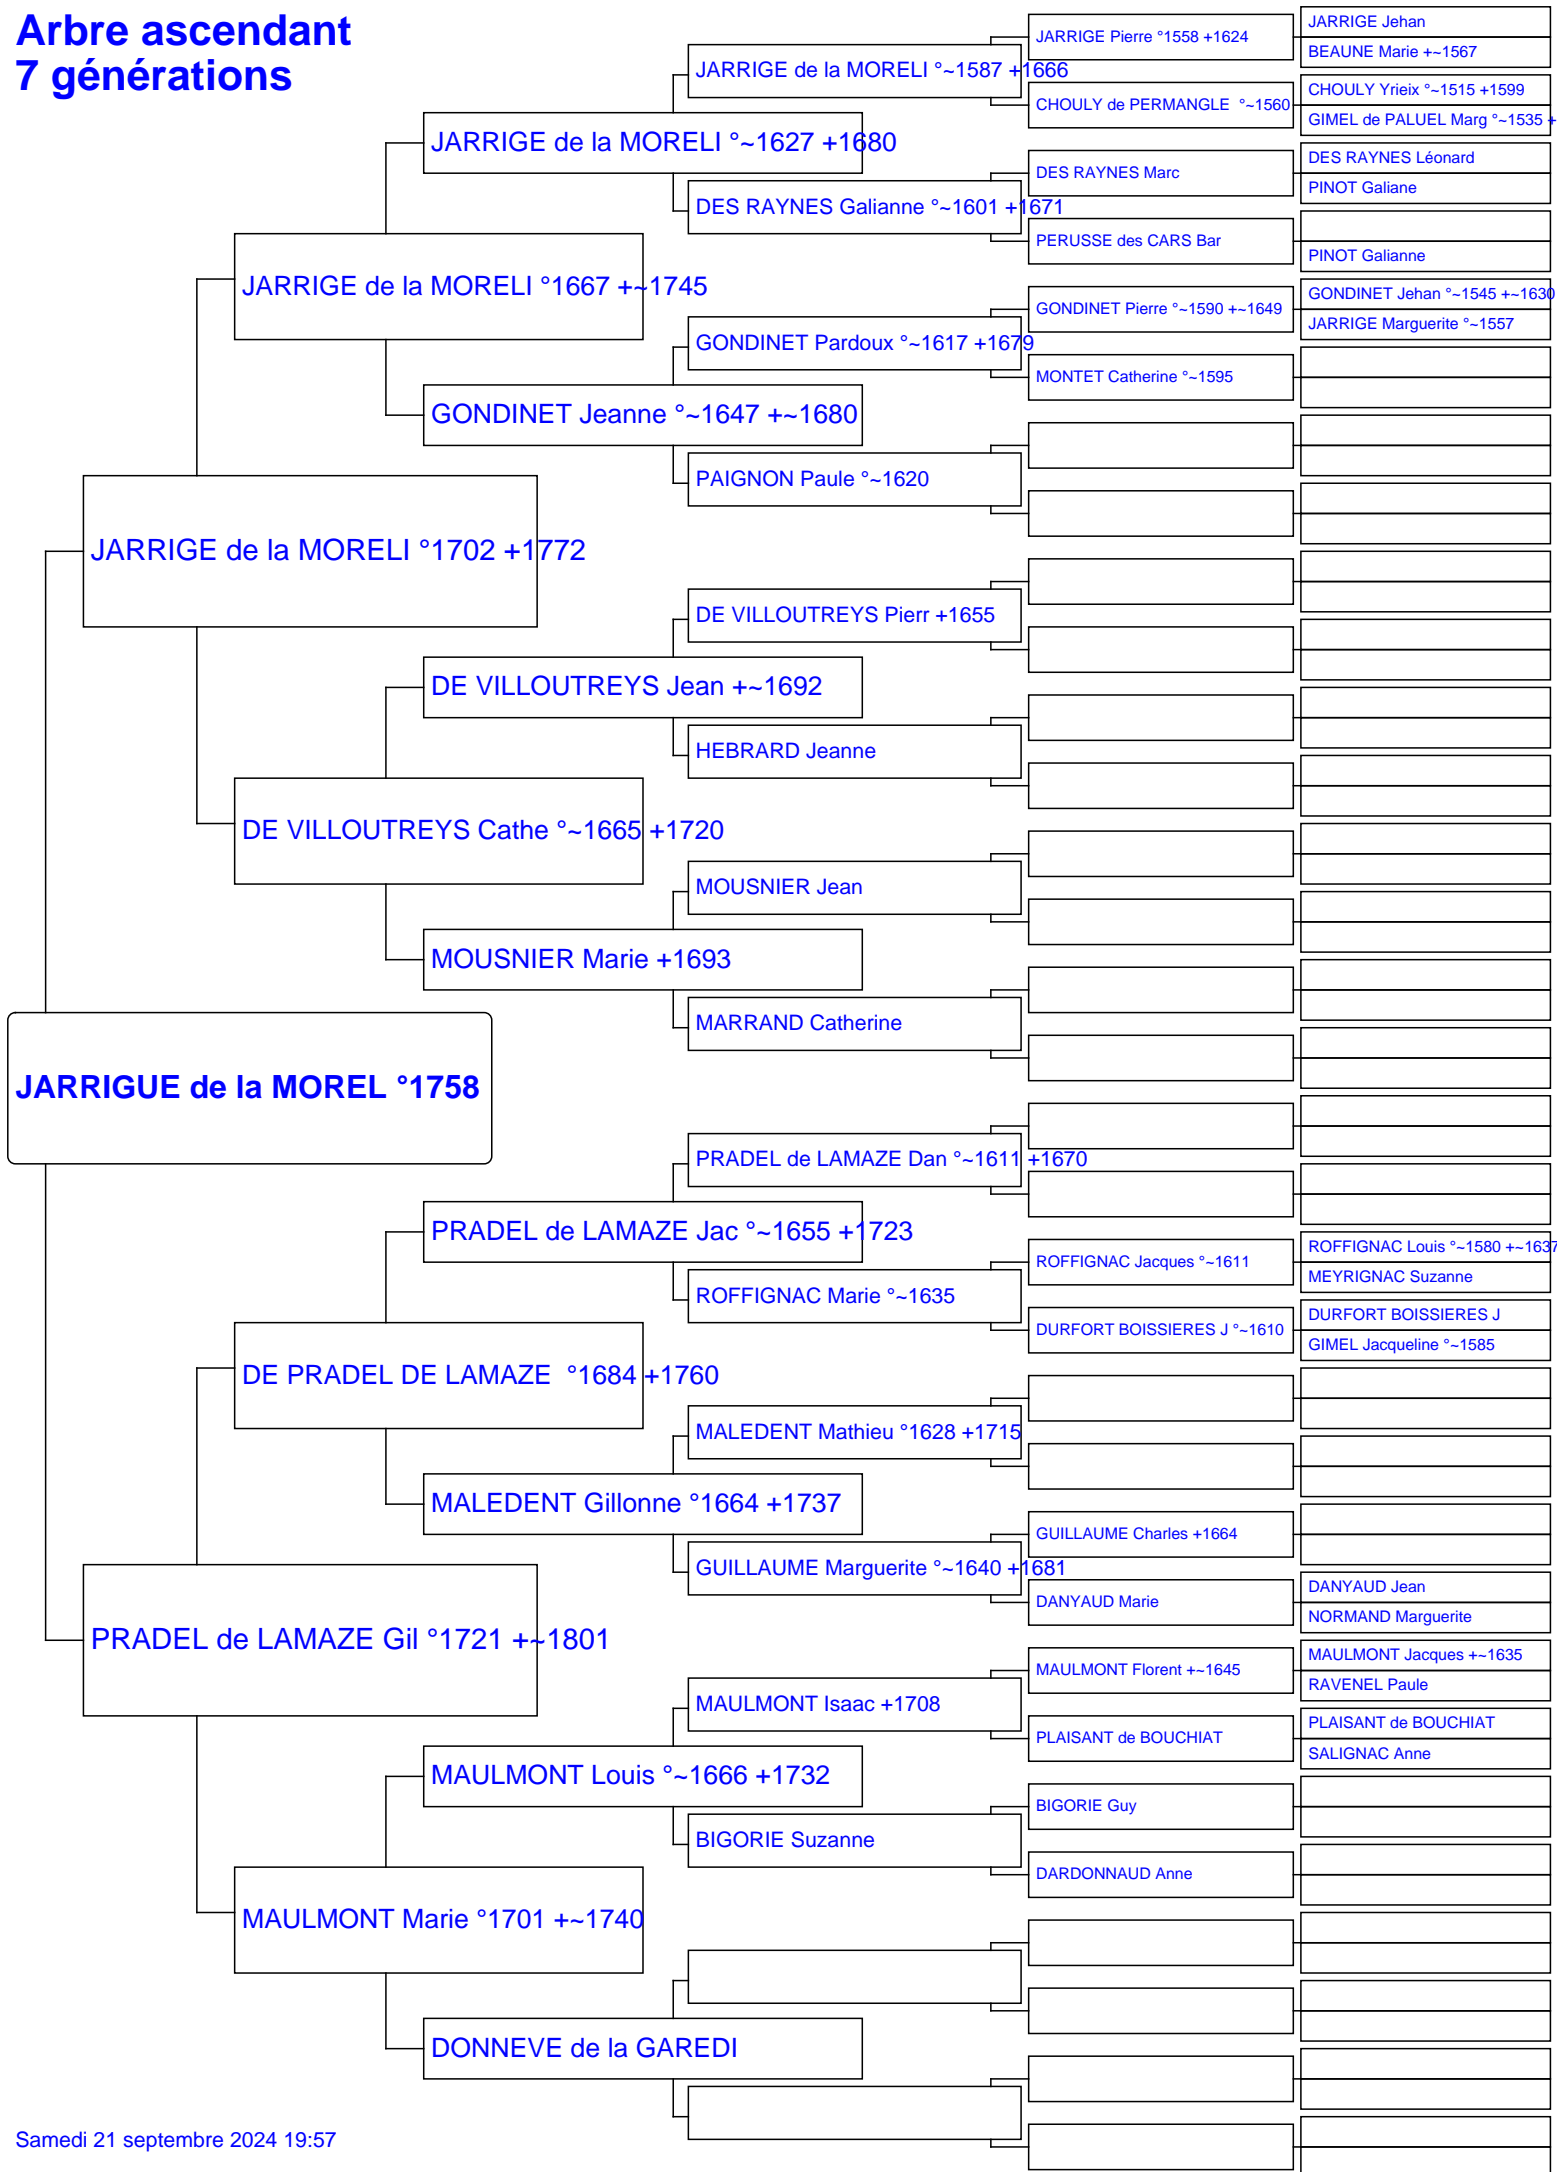 Arbre ascendant
7 générations
JARRIGUE de la MOREL °1758
JARRIGE de la MORELI °1702 +1772
PRADEL de LAMAZE Gil °1721 +~1801
JARRIGE de la MORELI °1667 +~1745
DE VILLOUTREYS Cathe °~1665 +1720
DE PRADEL DE LAMAZE  °1684 +1760
MAULMONT Marie °1701 +~1740
JARRIGE de la MORELI °~1627 +1680
GONDINET Jeanne °~1647 +~1680
DE VILLOUTREYS Jean +~1692
MOUSNIER Marie +1693
PRADEL de LAMAZE Jac °~1655 +1723
MALEDENT Gillonne °1664 +1737
MAULMONT Louis °~1666 +1732
DONNEVE de la GAREDI
JARRIGE de la MORELI °~1587 +1666
DES RAYNES Galianne °~1601 +1671
GONDINET Pardoux °~1617 +1679
PAIGNON Paule °~1620
DE VILLOUTREYS Pierr +1655
HEBRARD Jeanne
MOUSNIER Jean
MARRAND Catherine
PRADEL de LAMAZE Dan °~1611 +1670
ROFFIGNAC Marie °~1635
MALEDENT Mathieu °1628 +1715
GUILLAUME Marguerite °~1640 +1681
MAULMONT Isaac +1708
BIGORIE Suzanne
JARRIGE Pierre °1558 +1624
CHOULY de PERMANGLE  °~1560
DES RAYNES Marc
PERUSSE des CARS Bar
GONDINET Pierre °~1590 +~1649
MONTET Catherine °~1595
ROFFIGNAC Jacques °~1611
DURFORT BOISSIERES J °~1610
GUILLAUME Charles +1664
DANYAUD Marie
MAULMONT Florent +~1645
PLAISANT de BOUCHIAT
BIGORIE Guy
DARDONNAUD Anne
JARRIGE Jehan
BEAUNE Marie +~1567
CHOULY Yrieix °~1515 +1599
GIMEL de PALUEL Marg °~1535 +
DES RAYNES Léonard
PINOT Galiane
PINOT Galianne
GONDINET Jehan °~1545 +~1630
JARRIGE Marguerite °~1557
ROFFIGNAC Louis °~1580 +~1637
MEYRIGNAC Suzanne
DURFORT BOISSIERES J
GIMEL Jacqueline °~1585
DANYAUD Jean
NORMAND Marguerite
MAULMONT Jacques +~1635
RAVENEL Paule
PLAISANT de BOUCHIAT
SALIGNAC Anne
Samedi 21 septembre 2024 19:57